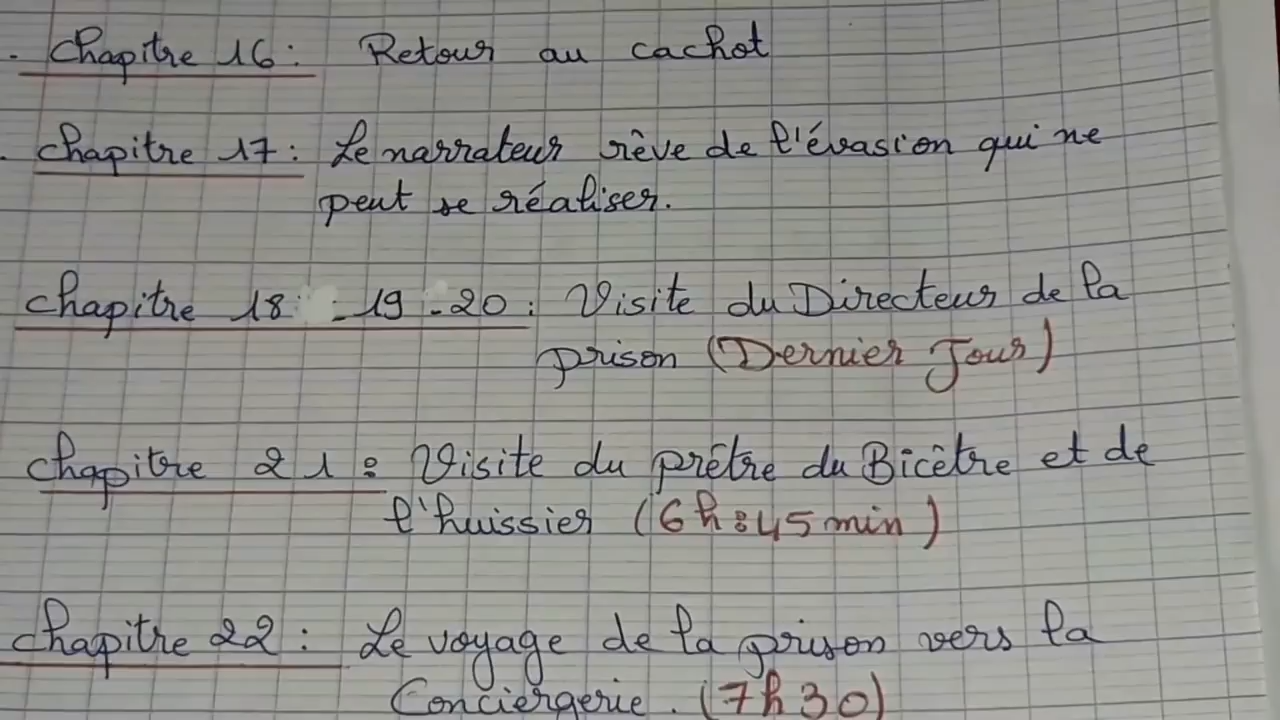 . Chapitre 16 : Retour au cachot
. Chapitre 17 : Le narrateur rêve de l'évasion qui ne
peut se réaliser.
Chapitre 18 - 19 - 20 : Visite du Directeur de la
prison (Dernier Jour)
Chapitre 21 : Visite du prêtre du Bicêtre et de
l'huissier (6h:45min)
Chapitre 22 : Le voyage de la prison vers la
Conciergerie. (7h30)